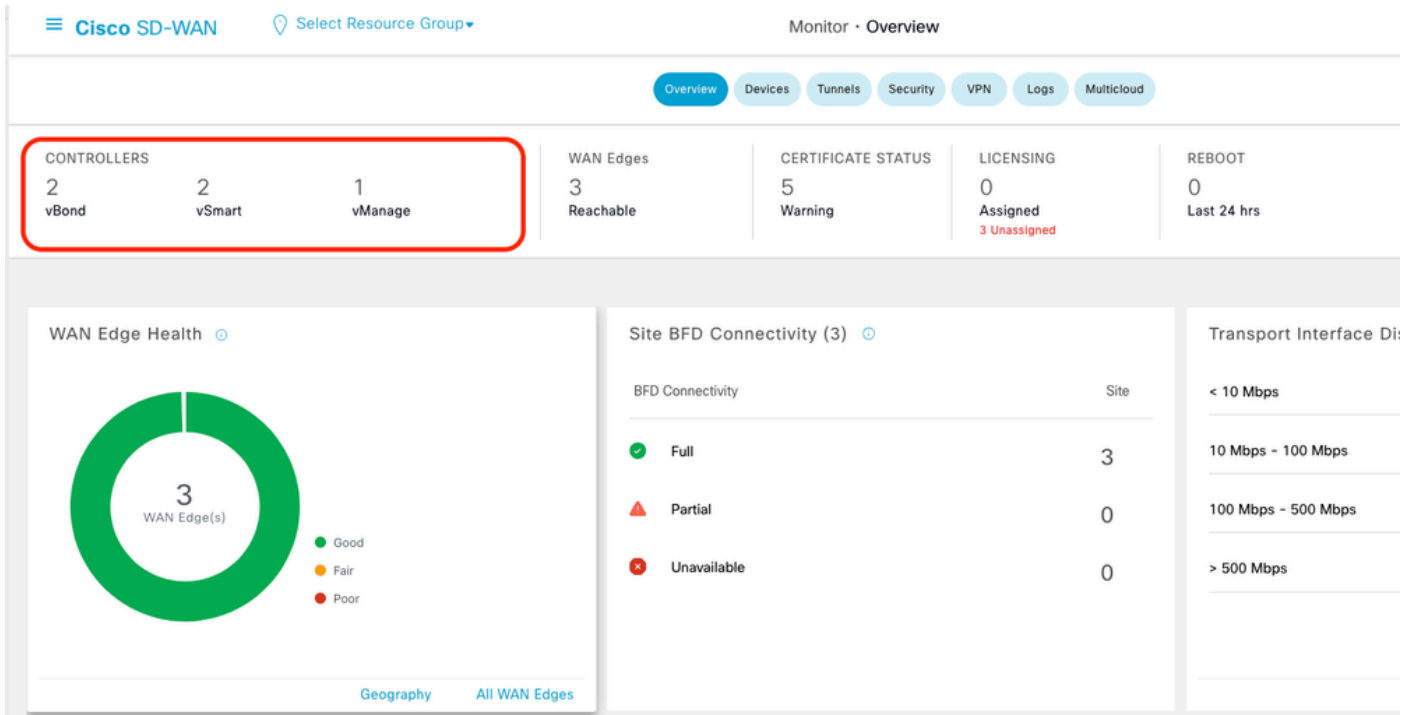 Cisco SD-WAN
Select Resource Group
Monitor · Overview
Overview
Devices
Tunnels
Security
VPN
Logs
Multicloud
CONTROLLERS
2
vBond
2
vSmart
1
vManage
WAN Edges
3
Reachable
CERTIFICATE STATUS
5
Warning
LICENSING
0
Assigned
3 Unassigned
REBOOT
0
Last 24 hrs
WAN Edge Health
3
WAN Edge(s)
Good
Fair
Poor
Geography
All WAN Edges
Site BFD Connectivity (3)
BFD Connectivity Site
Full 3
Partial 0
Unavailable 0
Transport Interface Dis
< 10 Mbps
10 Mbps - 100 Mbps
100 Mbps - 500 Mbps
> 500 Mbps